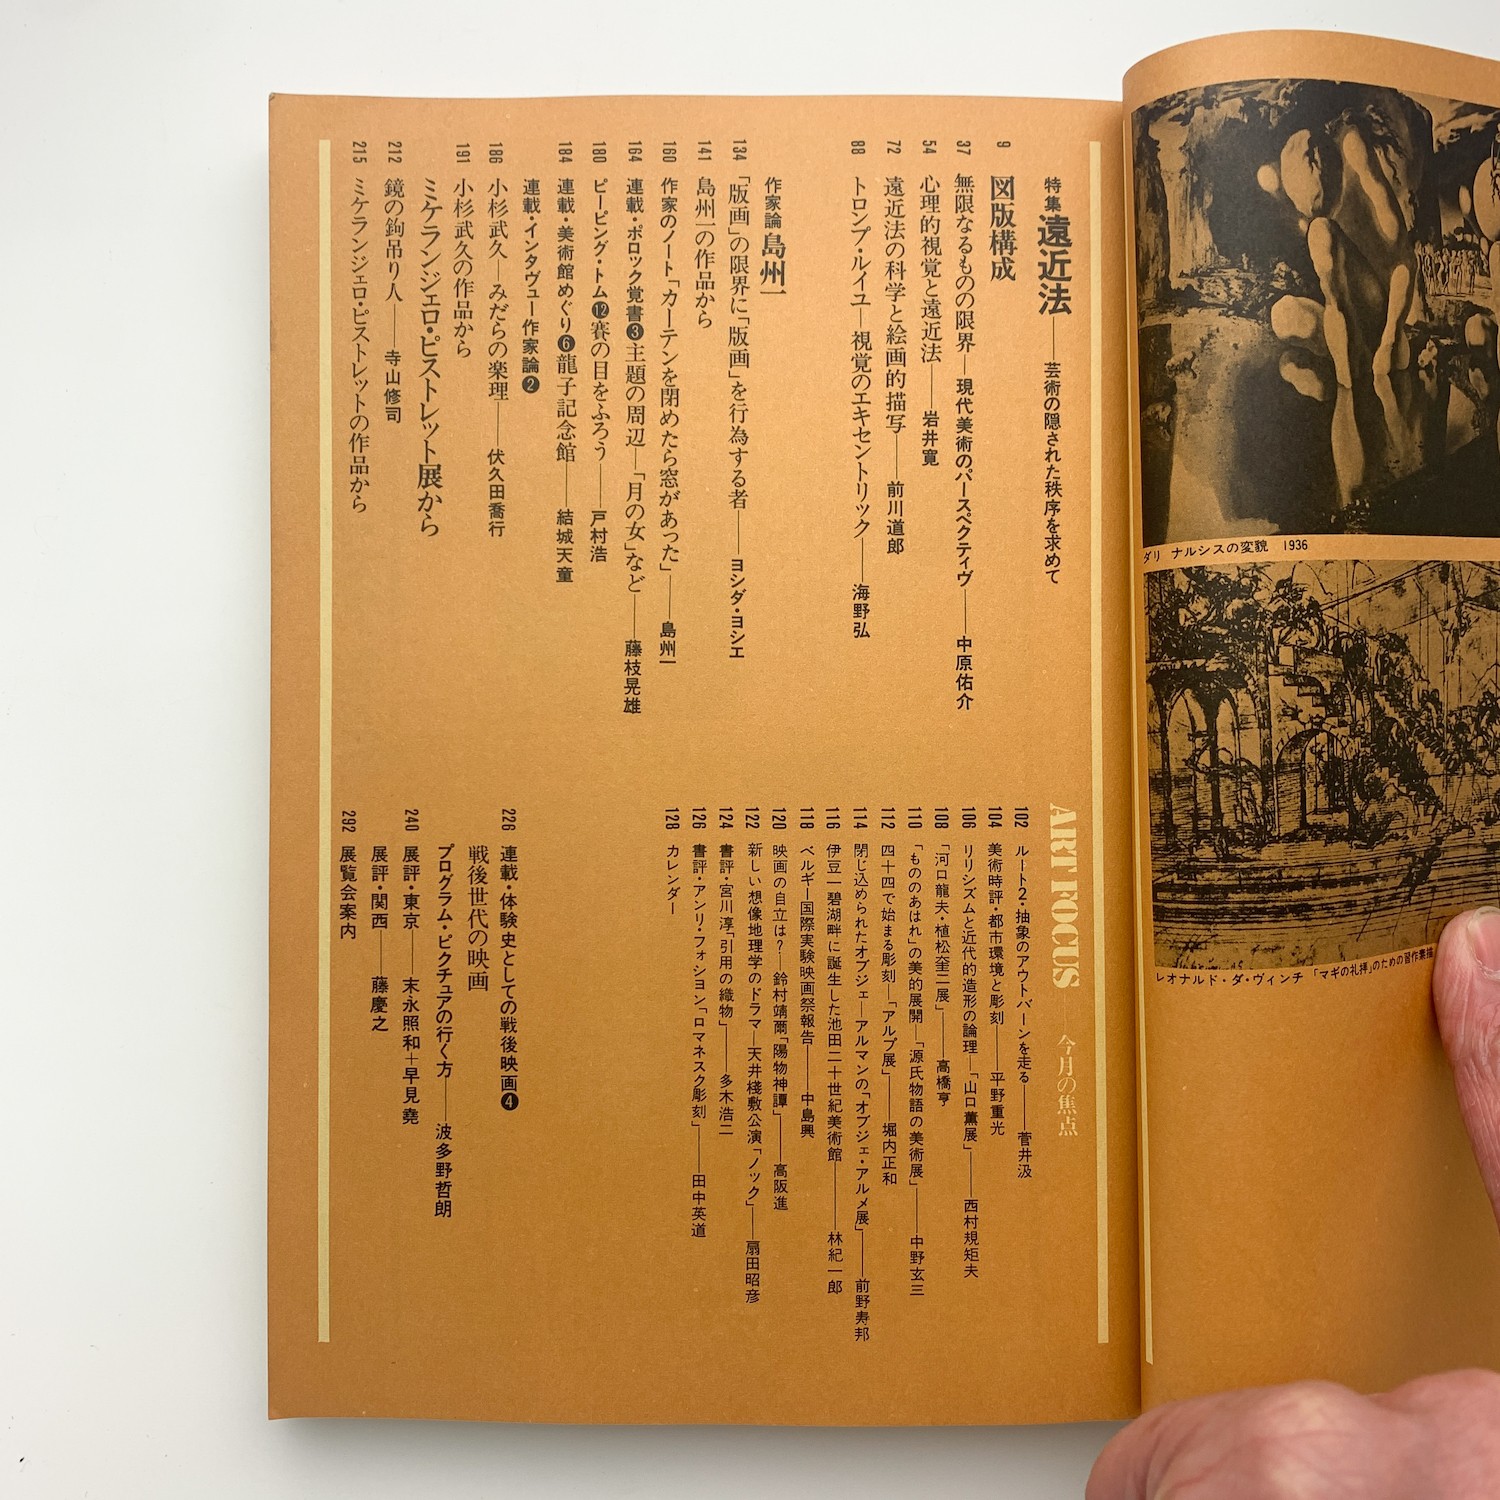 ダリ　ナルシスの変貌　1936
レオナルド・ダ・ヴィンチ　「マギの礼拝」のための習作素描
特集 遠近法——芸術の隠された秩序を求めて
9 図版構成
37 無限なるものの限界—現代美術のパースペクティヴ——中原佑介
54 心理的視覚と遠近法——岩井寛
72 遠近法の科学と絵画的描写——前川道郎
88 トロンプ・ルイユ—視覚のエキセントリック——海野弘
作家論 島州一
134 「版画」の限界に「版画」を行為する者——ヨシダ・ヨシエ
141 島州一の作品から
160 作家のノート「カーテンを閉めたら窓があった」——島州一
164 連載・ポロック覚書❸主題の周辺—「月の女」など——藤枝晃雄
180 ピーピング・トム⓬賽の目をふろう——戸村浩
184 連載・美術館めぐり❻龍子記念館——結城天童
連載・インタヴュー作家論❷
186 小杉武久—みだらの楽理——伏久田喬行
191 小杉武久の作品から
ミケランジェロ・ピストレット展から
212 鏡の鉤吊り人——寺山修司
215 ミケランジェロ・ピストレットの作品から
ART FOCUS——今月の焦点
102 ルート2・抽象のアウトバーンを走る——菅井汲
104 美術時評・都市環境と彫刻——平野重光
106 リリシズムと近代的造形の論理—「山口薫展」——西村規矩夫
108 「河口龍夫・植松奎二展」——高橋亨
110 「もののあはれ」の美的展開—「源氏物語の美術展」——中野玄三
112 四十四で始まる彫刻—「アルプ展」——堀内正和
114 閉じ込められたオブジェ—アルマンの「オブジェ・アルメ展」——前野寿邦
116 伊豆一碧湖畔に誕生した池田二十世紀美術館——林紀一郎
118 ベルギー国際実験映画祭報告——中島興
120 映画の自立は?—鈴村靖爾「陽物神譚」——高阪進
122 新しい想像地理学のドラマ—天井棧敷公演「ノック」——扇田昭彦
124 書評・宮川淳「引用の織物」——多木浩二
126 書評・アンリ・フォション「ロマネスク彫刻」——田中英道
128 カレンダー
226 連載・体験史としての戦後映画❹
戦後世代の映画
プログラム・ピクチュアの行く方——波多野哲朗
240 展評・東京——末永照和+早見堯
展評・関西——藤慶之
292 展覧会案内